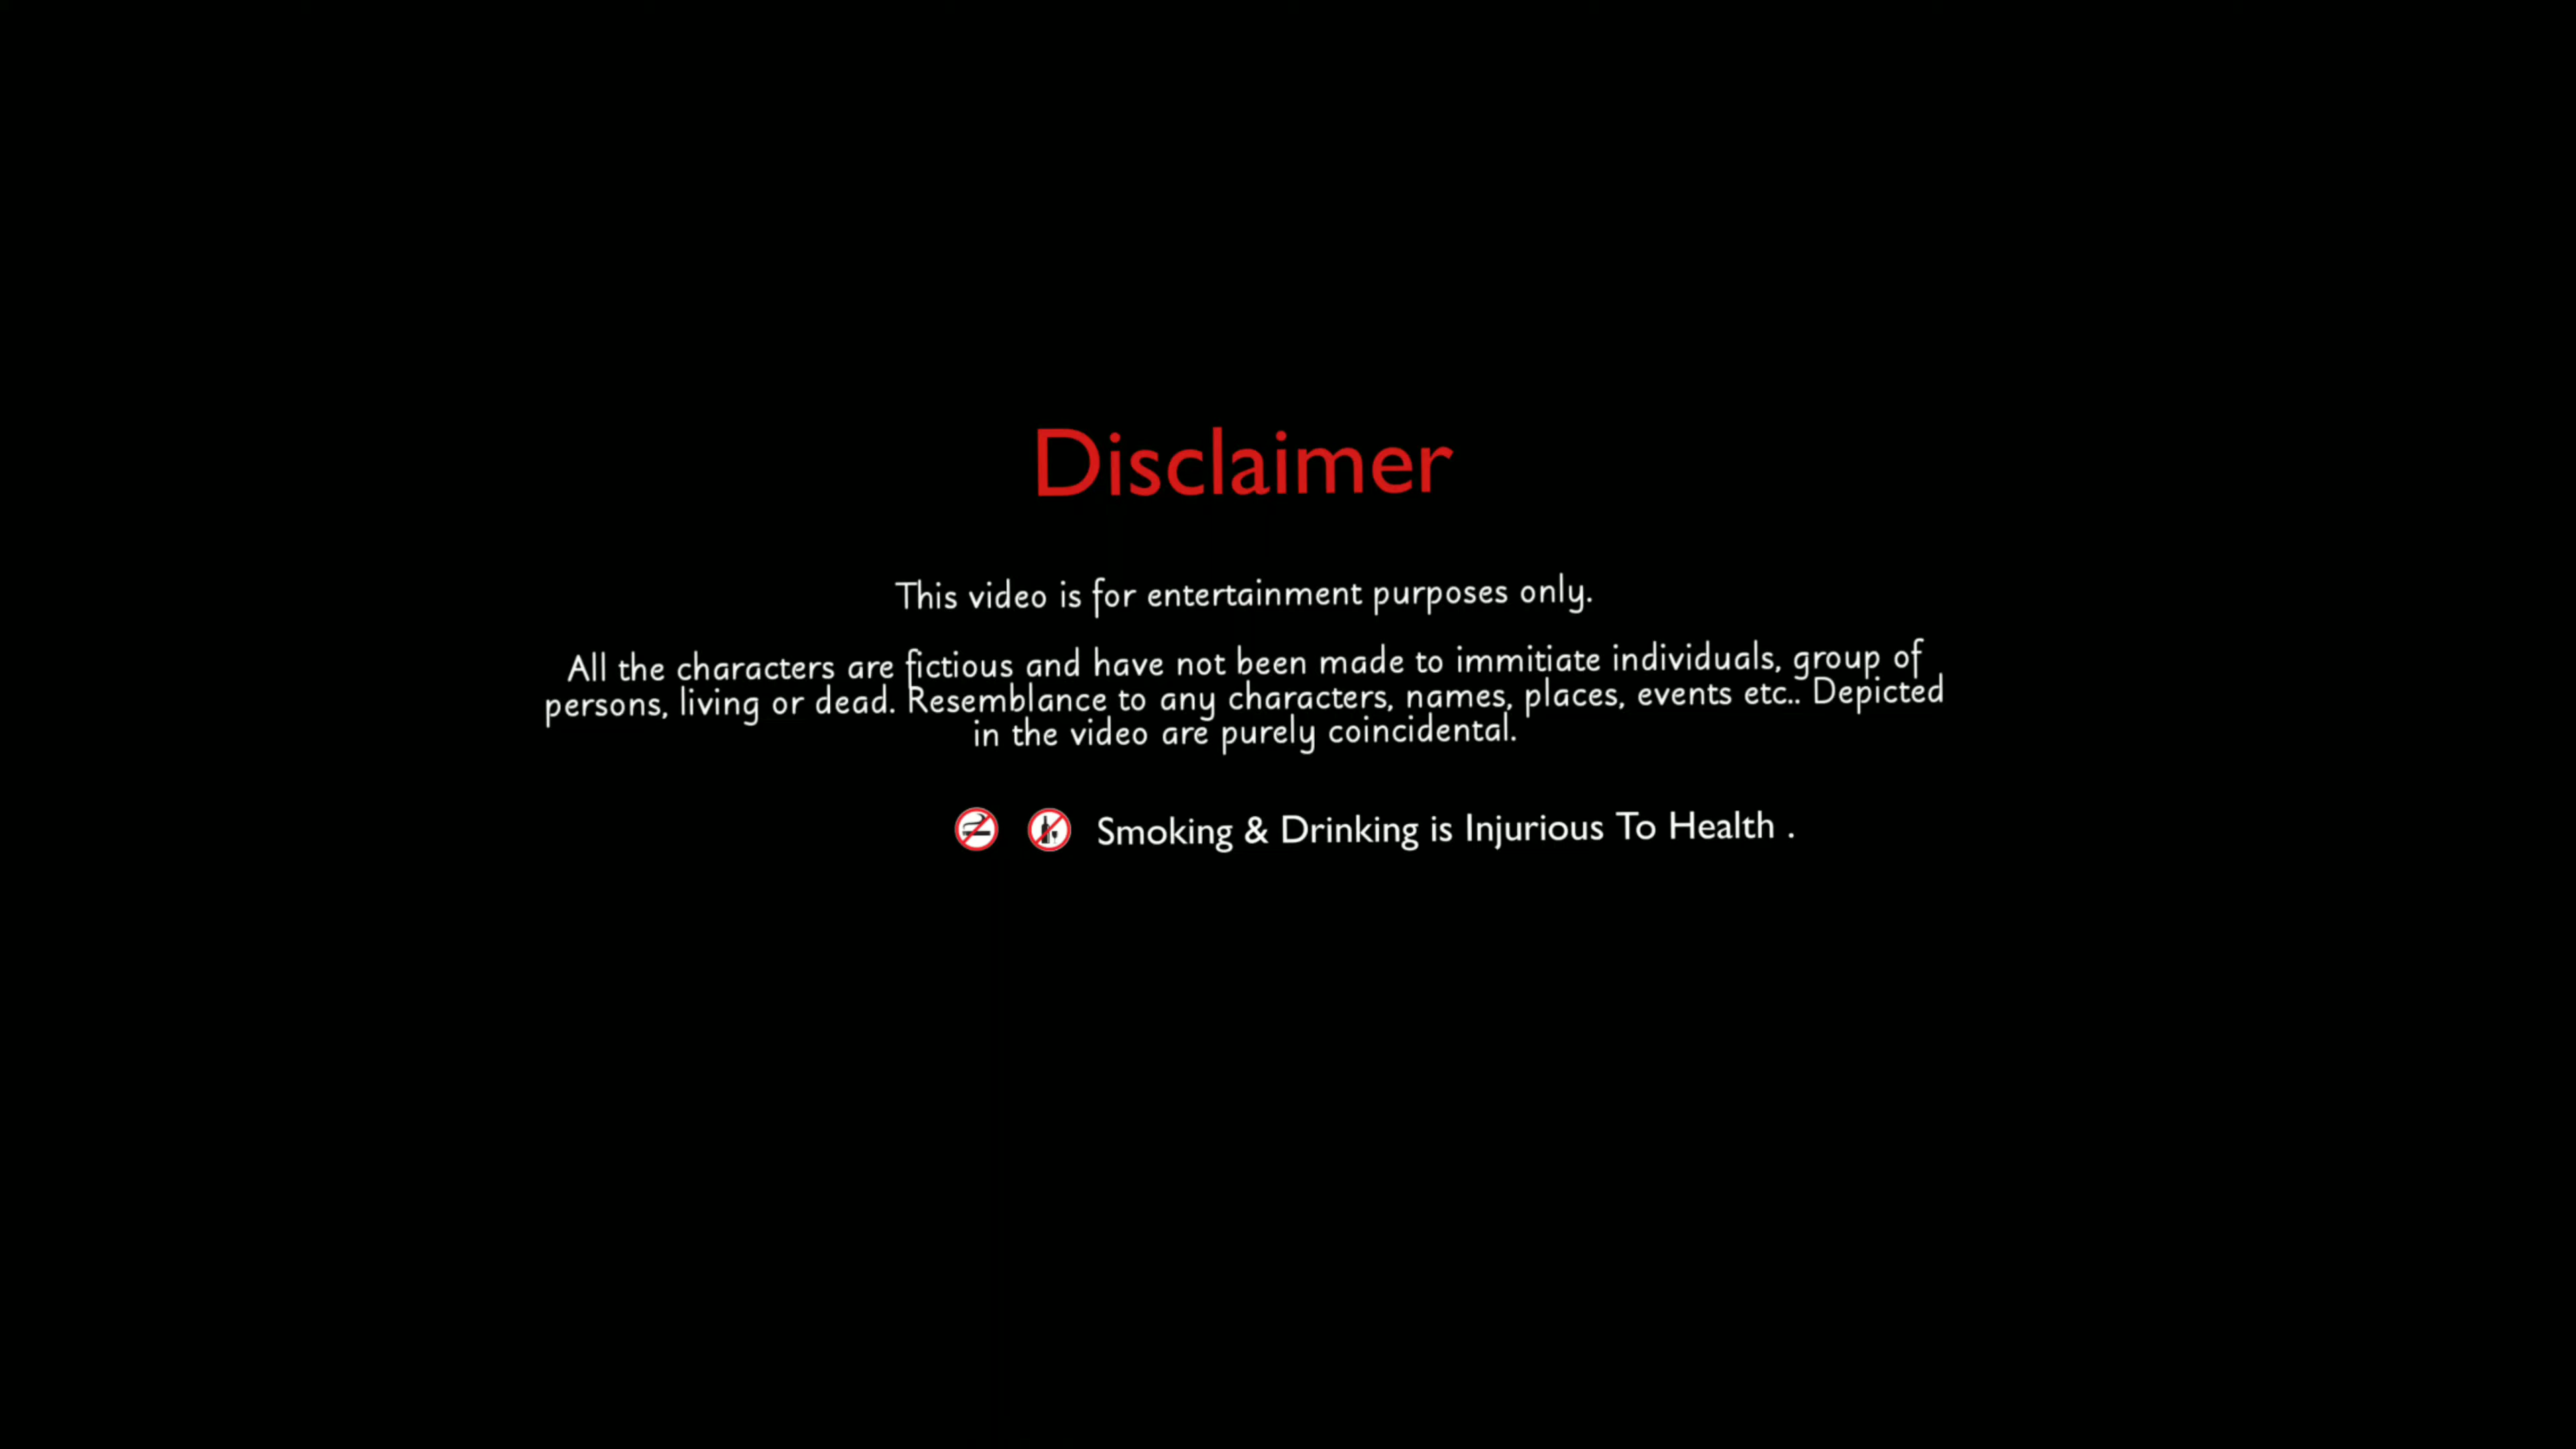 Disclaimer
This video is for entertainment purposes only.
All the characters are fictious and have not been made to immitiate individuals, group of
persons, living or dead. Resemblance to any characters, names, places, events etc.. Depicted
in the video are purely coincidental.
Smoking & Drinking is Injurious To Health .